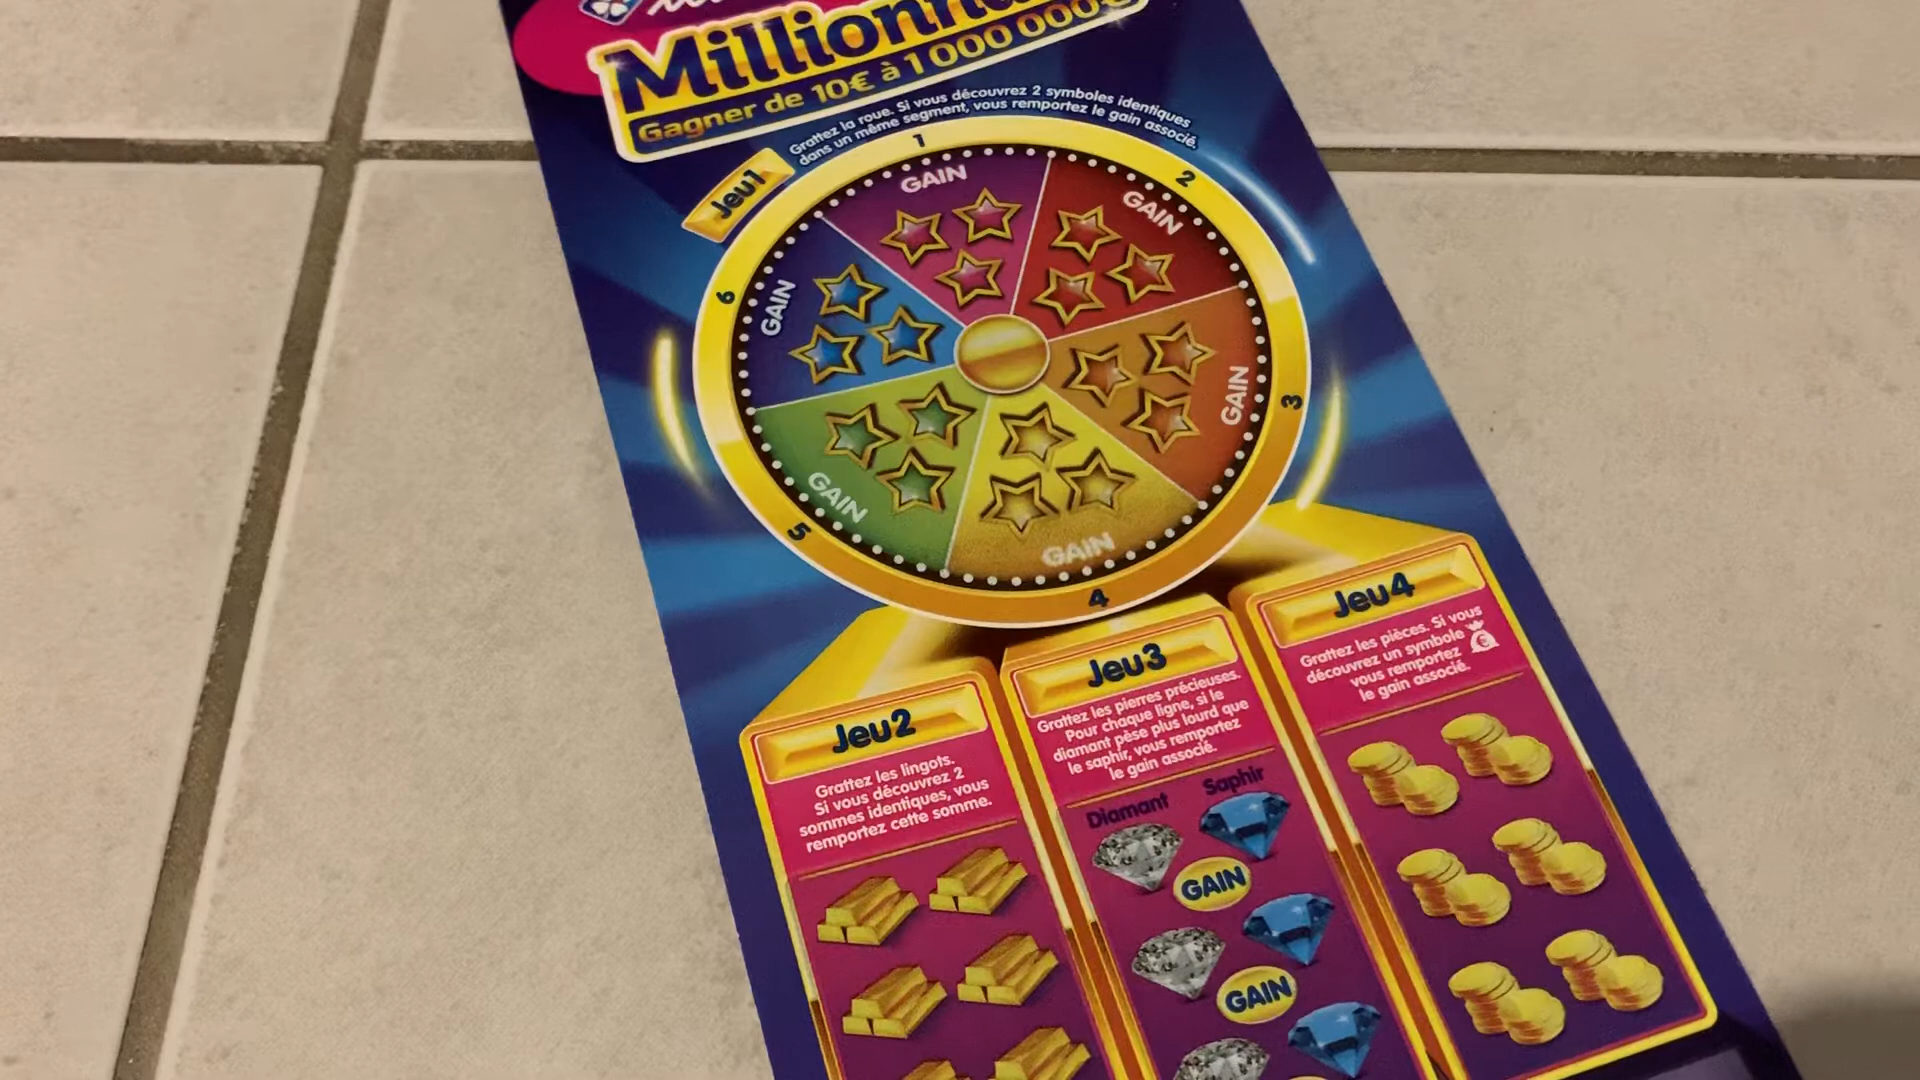 Gagner de 10€ à 1 000 000€
Grattez la roue. Si vous découvrez 2 symboles identiques
dans un même segment, vous remportez le gain associé.
Jeu1
1
GAIN
2
GAIN
3
GAIN
4
GAIN
5
GAIN
6
GAIN
Jeu2
Grattez les lingots.
Si vous découvrez 2
sommes identiques, vous
remportez cette somme.
Jeu3
Grattez les pierres précieuses.
Pour chaque ligne, si le
diamant pèse plus lourd que
le saphir, vous remportez
le gain associé.
Diamant
Saphir
GAIN
GAIN
Jeu4
Grattez les pièces. Si vous
découvrez un symbole
vous remportez
le gain associé.